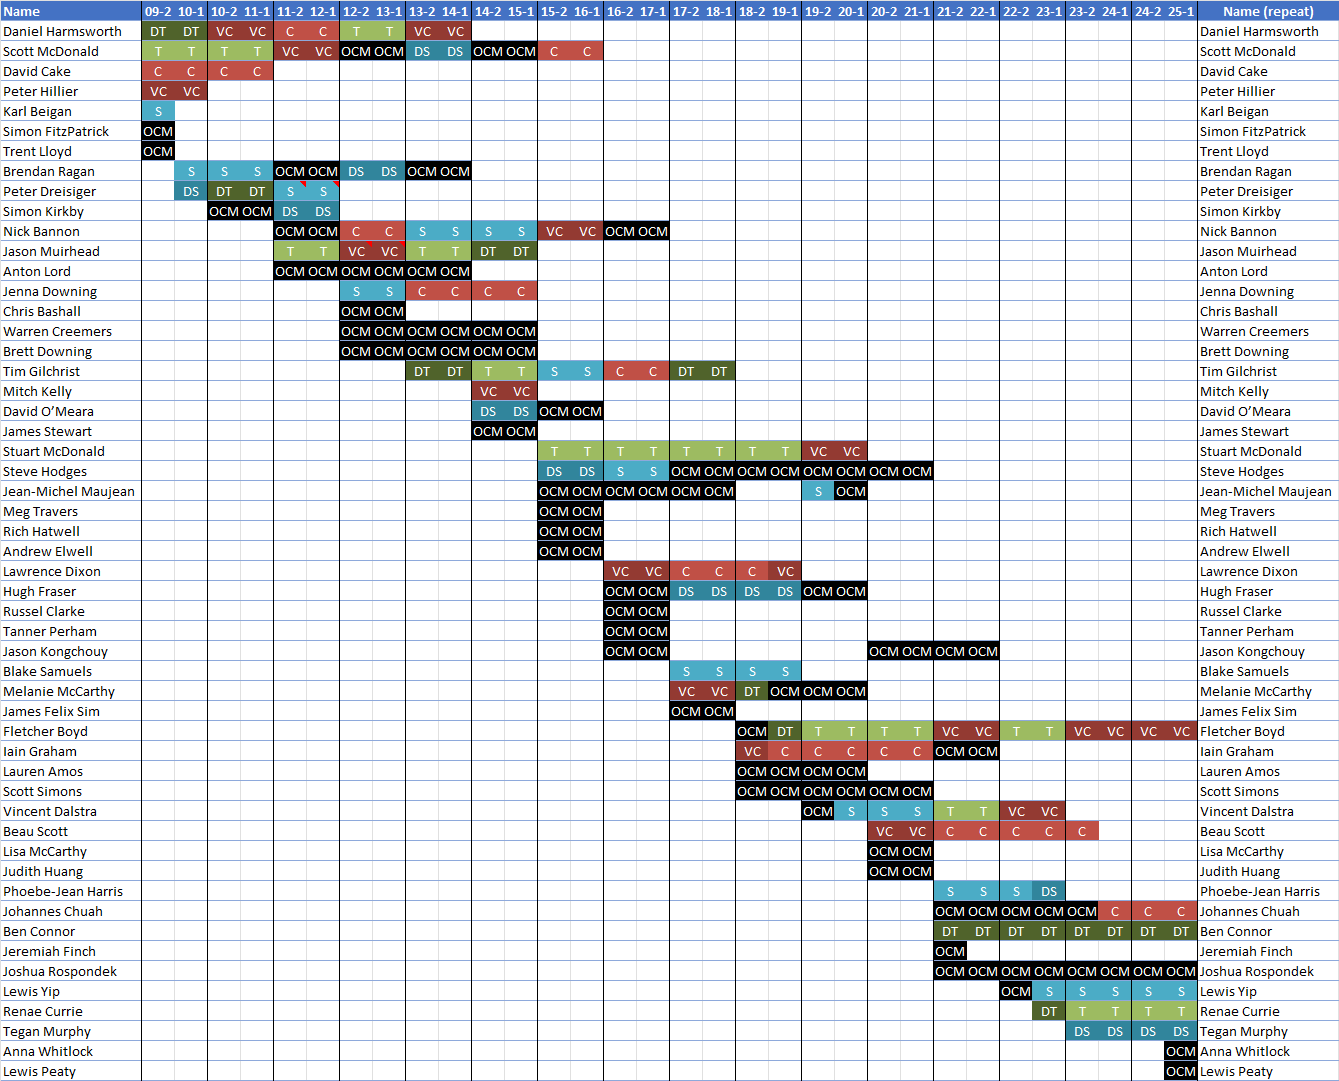 Name 09-2 10-1 10-2 11-1 11-2 12-1 12-2 13-1 13-2 14-1 14-2 15-1 15-2 16-1 16-2 17-1 17-2 18-1 18-2 19-1 19-2 20-1 20-2 21-1 21-2 22-1 22-2 23-1 23-2 24-1 24-2 25-1 Name (repeat)
Daniel Harmsworth DT DT VC VC C C T T VC VC Daniel Harmsworth
Scott McDonald T T T T VC VC OCM OCM DS DS OCM OCM C C Scott McDonald
David Cake C C C C David Cake
Peter Hillier VC VC Peter Hillier
Karl Beigan S Karl Beigan
Simon FitzPatrick OCM Simon FitzPatrick
Trent Lloyd OCM Trent Lloyd
Brendan Ragan S S S OCM OCM DS DS OCM OCM Brendan Ragan
Peter Dreisiger DS DT DT S S Peter Dreisiger
Simon Kirkby OCM OCM DS DS Simon Kirkby
Nick Bannon OCM OCM C C S S S S VC VC OCM OCM Nick Bannon
Jason Muirhead T T VC VC T T DT DT Jason Muirhead
Anton Lord OCM OCM OCM OCM OCM OCM Anton Lord
Jenna Downing S S C C C C Jenna Downing
Chris Bashall OCM OCM Chris Bashall
Warren Creemers OCM OCM OCM OCM OCM OCM Warren Creemers
Brett Downing OCM OCM OCM OCM OCM OCM Brett Downing
Tim Gilchrist DT DT T T S S C C DT DT Tim Gilchrist
Mitch Kelly VC VC Mitch Kelly
David O’Meara DS DS OCM OCM David O’Meara
James Stewart OCM OCM James Stewart
Stuart McDonald T T T T T T T T VC VC Stuart McDonald
Steve Hodges DS DS S S OCM OCM OCM OCM OCM OCM OCM OCM Steve Hodges
Jean-Michel Maujean OCM OCM OCM OCM OCM OCM S OCM Jean-Michel Maujean
Meg Travers OCM OCM Meg Travers
Rich Hatwell OCM OCM Rich Hatwell
Andrew Elwell OCM OCM Andrew Elwell
Lawrence Dixon VC VC C C C VC Lawrence Dixon
Hugh Fraser OCM OCM DS DS DS DS OCM OCM Hugh Fraser
Russel Clarke OCM OCM Russel Clarke
Tanner Perham OCM OCM Tanner Perham
Jason Kongchouy OCM OCM OCM OCM OCM OCM Jason Kongchouy
Blake Samuels S S S S Blake Samuels
Melanie McCarthy VC VC DT OCM OCM OCM Melanie McCarthy
James Felix Sim OCM OCM James Felix Sim
Fletcher Boyd OCM DT T T T T VC VC T T VC VC VC VC Fletcher Boyd
Iain Graham VC C C C C C OCM OCM Iain Graham
Lauren Amos OCM OCM OCM OCM Lauren Amos
Scott Simons OCM OCM OCM OCM OCM OCM Scott Simons
Vincent Dalstra OCM S S S T T VC VC Vincent Dalstra
Beau Scott VC VC C C C C C Beau Scott
Lisa McCarthy OCM OCM Lisa McCarthy
Judith Huang OCM OCM Judith Huang
Phoebe-Jean Harris S S S DS Phoebe-Jean Harris
Johannes Chuah OCM OCM OCM OCM OCM C C C Johannes Chuah
Ben Connor DT DT DT DT DT DT DT DT Ben Connor
Jeremiah Finch OCM Jeremiah Finch
Joshua Rospondek OCM OCM OCM OCM OCM OCM OCM OCM Joshua Rospondek
Lewis Yip OCM S S S S S Lewis Yip
Renae Currie DT T T T T Renae Currie
Tegan Murphy DS DS DS DS Tegan Murphy
Anna Whitlock OCM Anna Whitlock
Lewis Peaty OCM Lewis Peaty